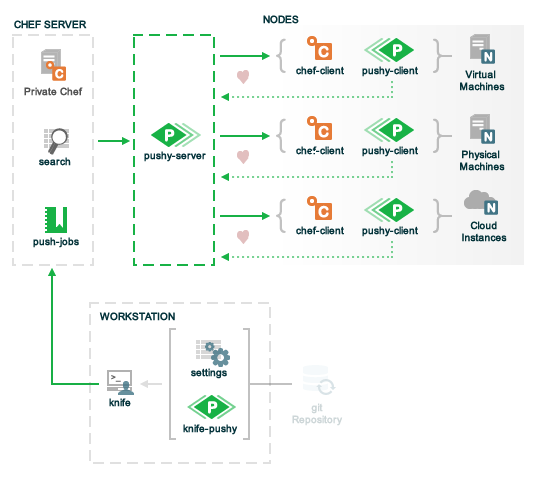 CHEF SERVER
NODES
Private Chef
search
push-jobs
P
pushy-server
C
chef-client
P
pushy-client
N
Virtual
Machines
C
chef-client
P
pushy-client
N
Physical
Machines
C
chef-client
P
pushy-client
N
Cloud
Instances
C
WORKSTATION
>_
knife
settings
P
knife-pushy
git
Repository